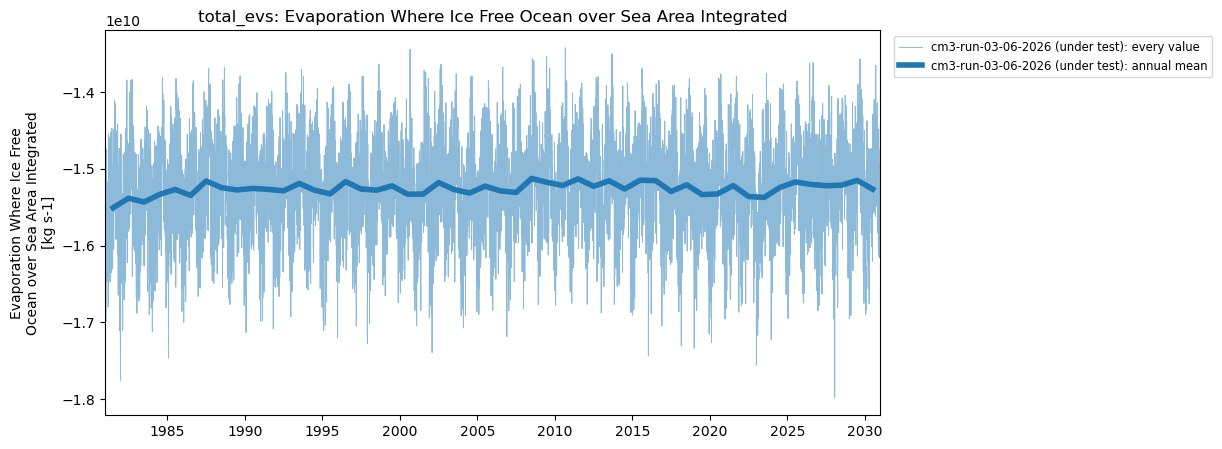 total_evs: Evaporation Where Ice Free Ocean over Sea Area Integrated
1e10
cm3-run-03-06-2026 (under test): every value
cm3-run-03-06-2026 (under test): annual mean
Evaporation Where Ice Free
Ocean over Sea Area Integrated
[kg s-1]
−1.4
−1.5
−1.6
−1.7
−1.8
1985
1990
1995
2000
2005
2010
2015
2020
2025
2030